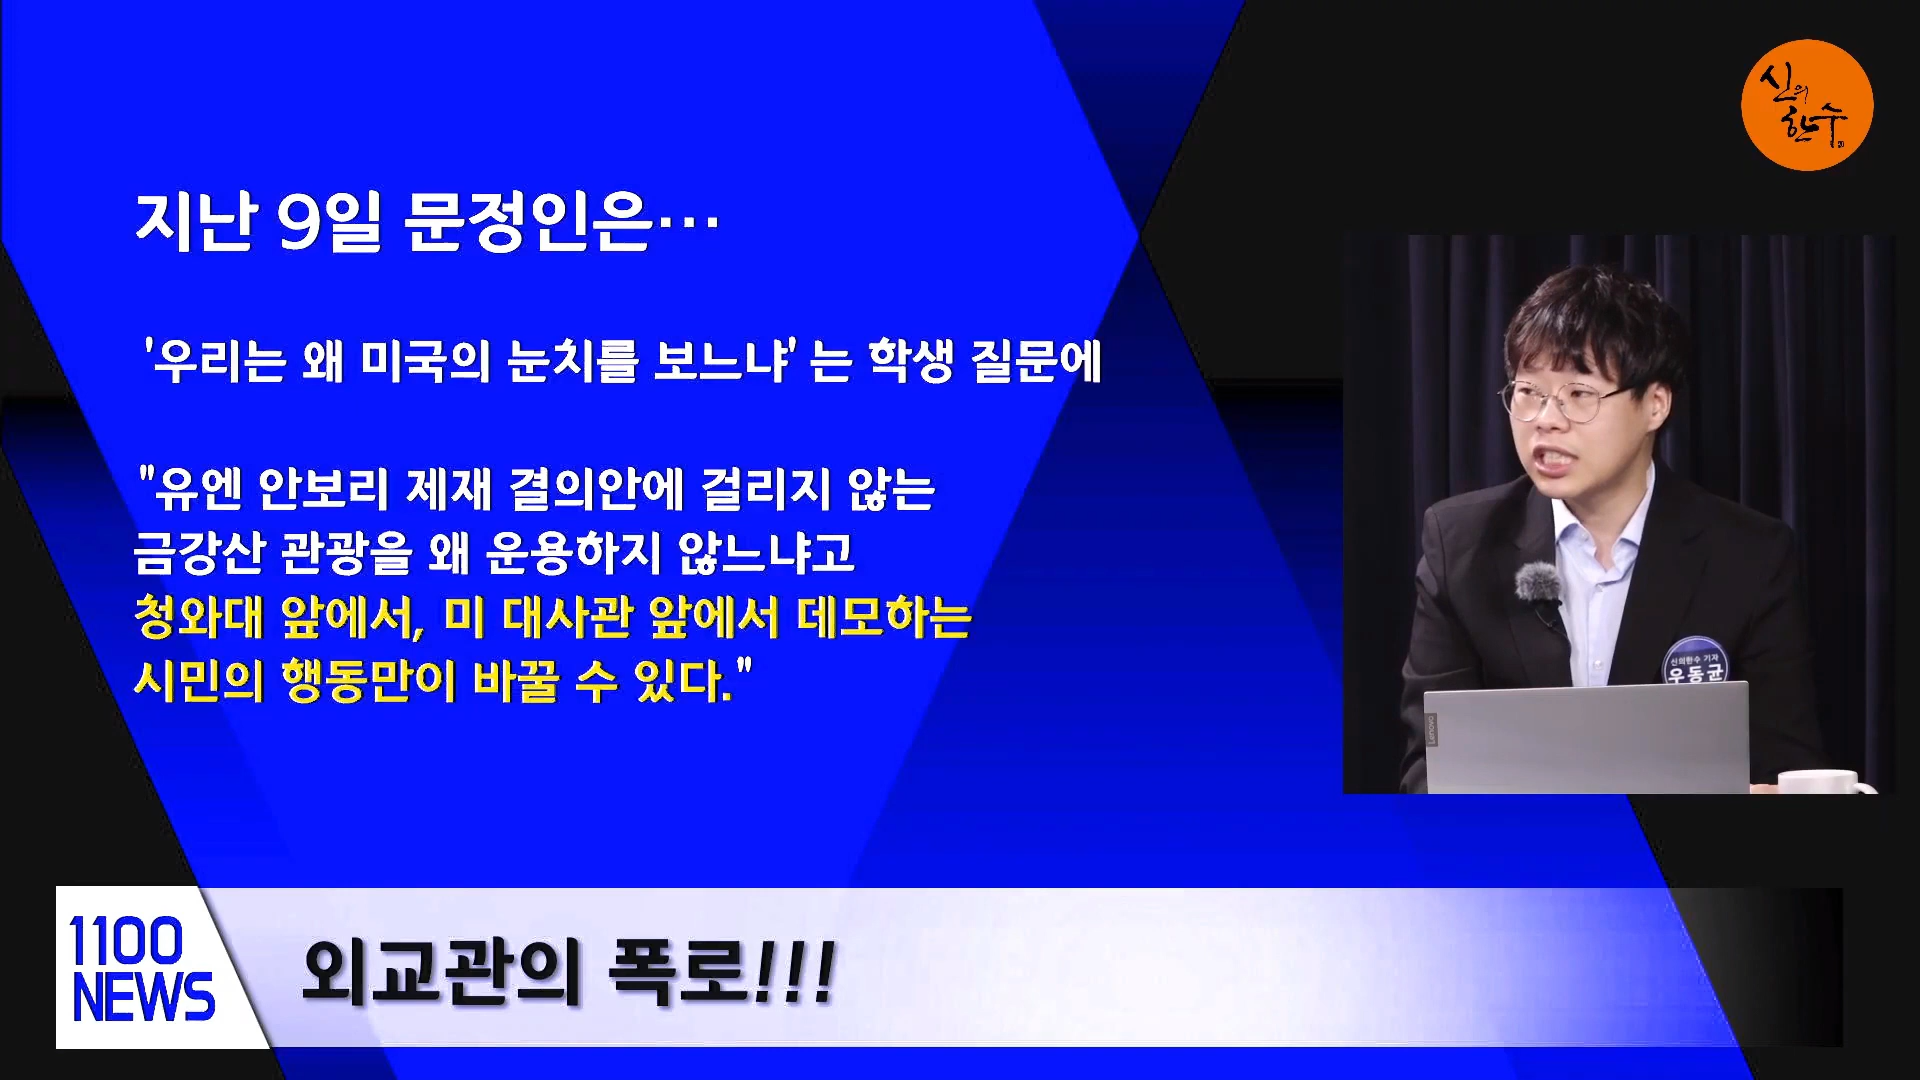 신의
한수
지난 9일 문정인은…
'우리는 왜 미국의 눈치를 보느냐' 는 학생 질문에
"유엔 안보리 제재 결의안에 걸리지 않는
금강산 관광을 왜 운용하지 않느냐고
청와대 앞에서, 미 대사관 앞에서 데모하는
시민의 행동만이 바꿀 수 있다."
신의한수 기자
우동균
Lenovo
1100
NEWS
외교관의 폭로!!!